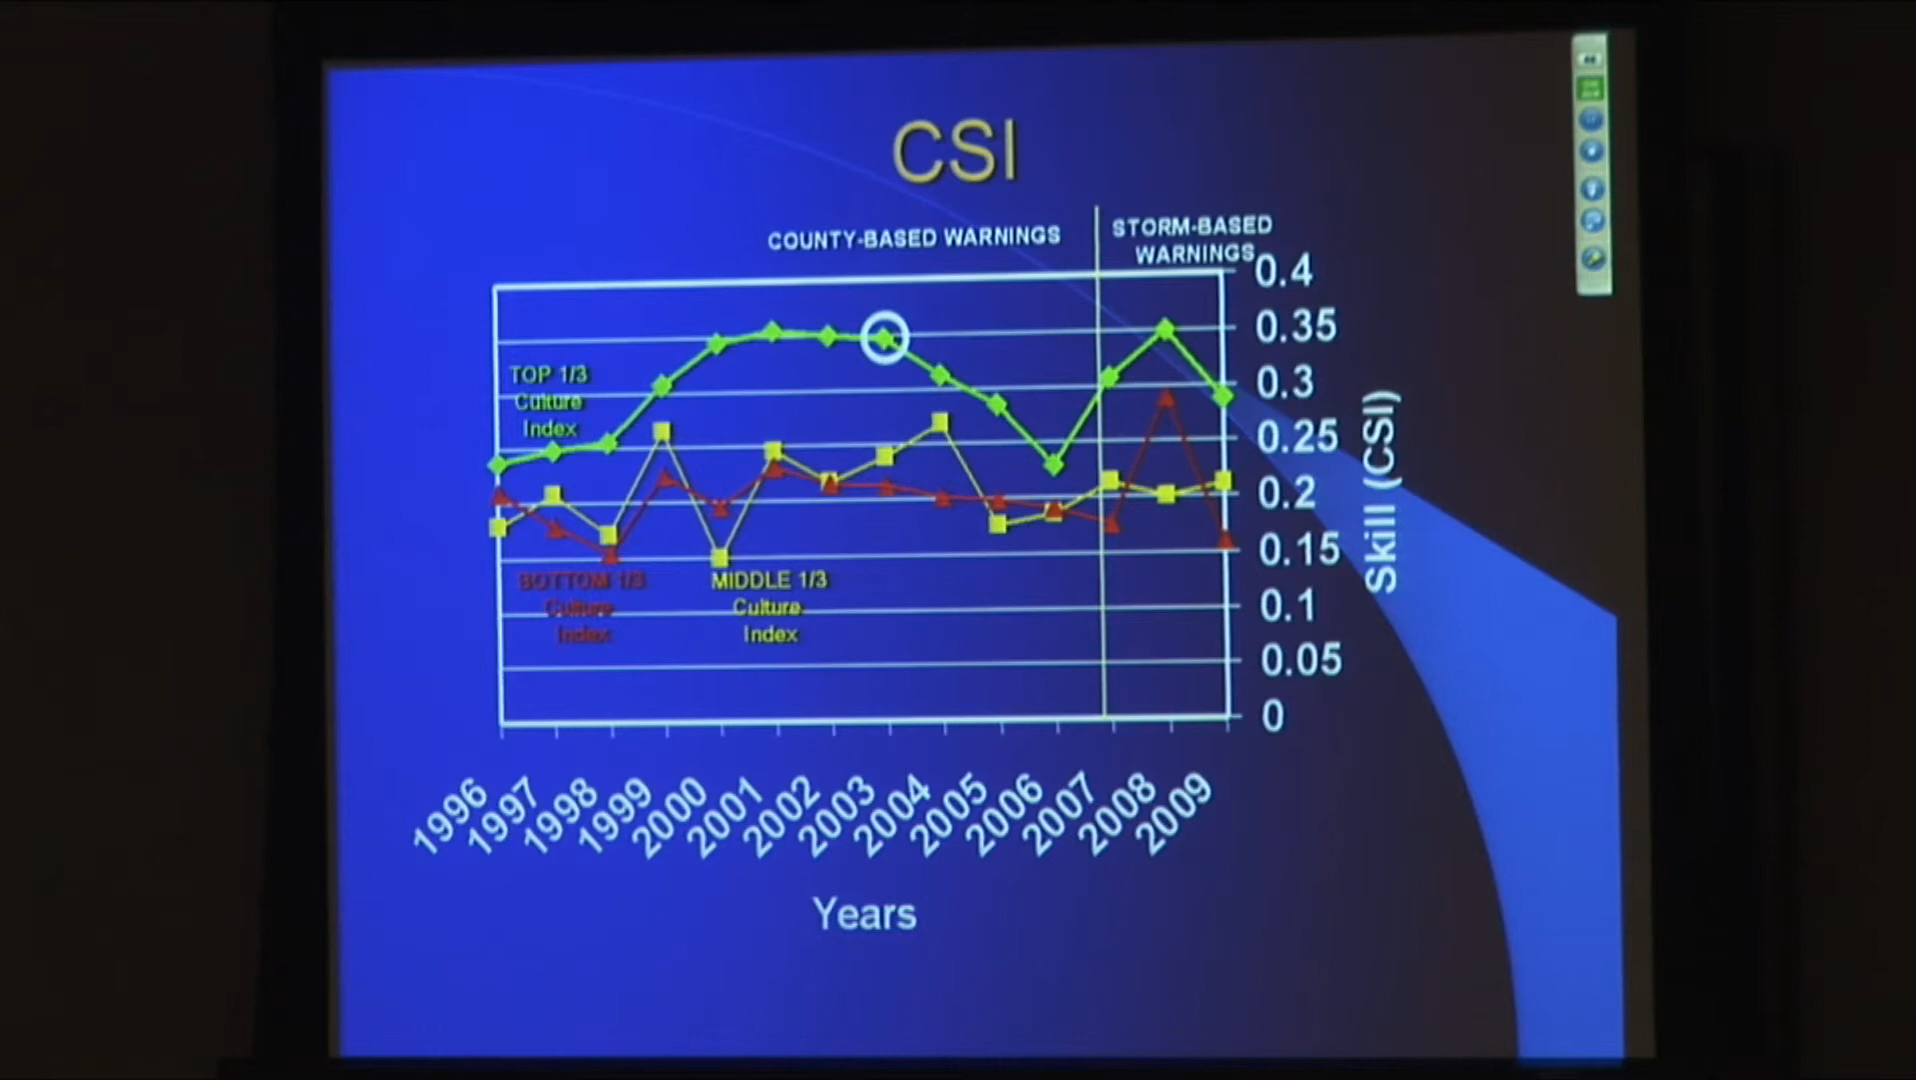 CSI
COUNTY-BASED WARNINGS
STORM-BASED
WARNINGS
0.4
0.35
0.3
0.25
0.2
0.15
0.1
0.05
0
Skill (CSI)
TOP 1/3
Culture
Index
BOTTOM 1/3
Culture
Index
MIDDLE 1/3
Culture
Index
1996
1997
1998
1999
2000
2001
2002
2003
2004
2005
2006
2007
2008
2009
Years